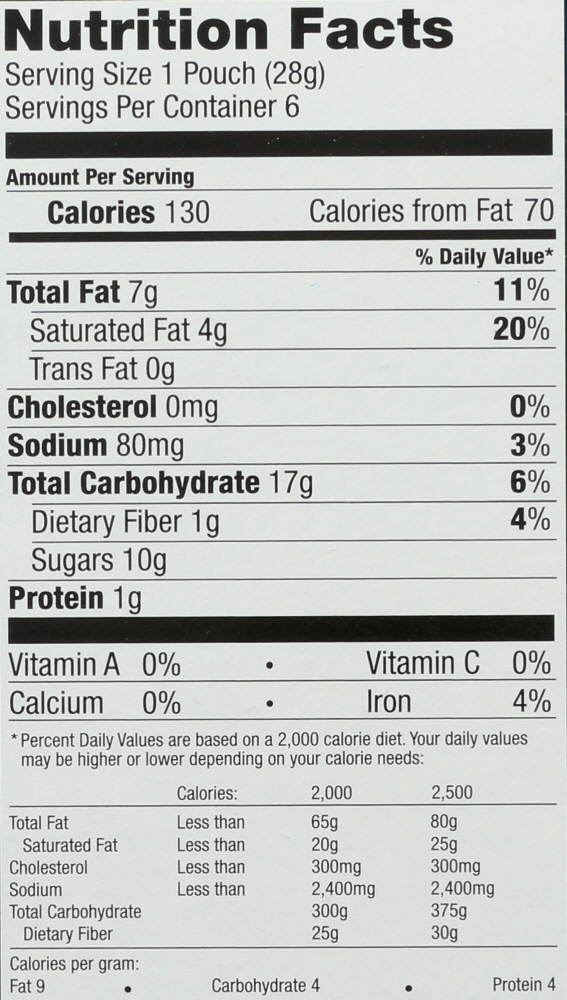 Nutrition Facts
Serving Size 1 Pouch (28g)
Servings Per Container 6
Amount Per Serving
Calories 130 Calories from Fat 70
% Daily Value*
Total Fat 7g 11%
Saturated Fat 4g 20%
Trans Fat 0g
Cholesterol 0mg 0%
Sodium 80mg 3%
Total Carbohydrate 17g 6%
Dietary Fiber 1g 4%
Sugars 10g
Protein 1g
Vitamin A 0% • Vitamin C 0%
Calcium 0% • Iron 4%
* Percent Daily Values are based on a 2,000 calorie diet. Your daily values
may be higher or lower depending on your calorie needs:
Calories: 2,000 2,500
Total Fat Less than 65g 80g
Saturated Fat Less than 20g 25g
Cholesterol Less than 300mg 300mg
Sodium Less than 2,400mg 2,400mg
Total Carbohydrate 300g 375g
Dietary Fiber 25g 30g
Calories per gram:
Fat 9 • Carbohydrate 4 • Protein 4